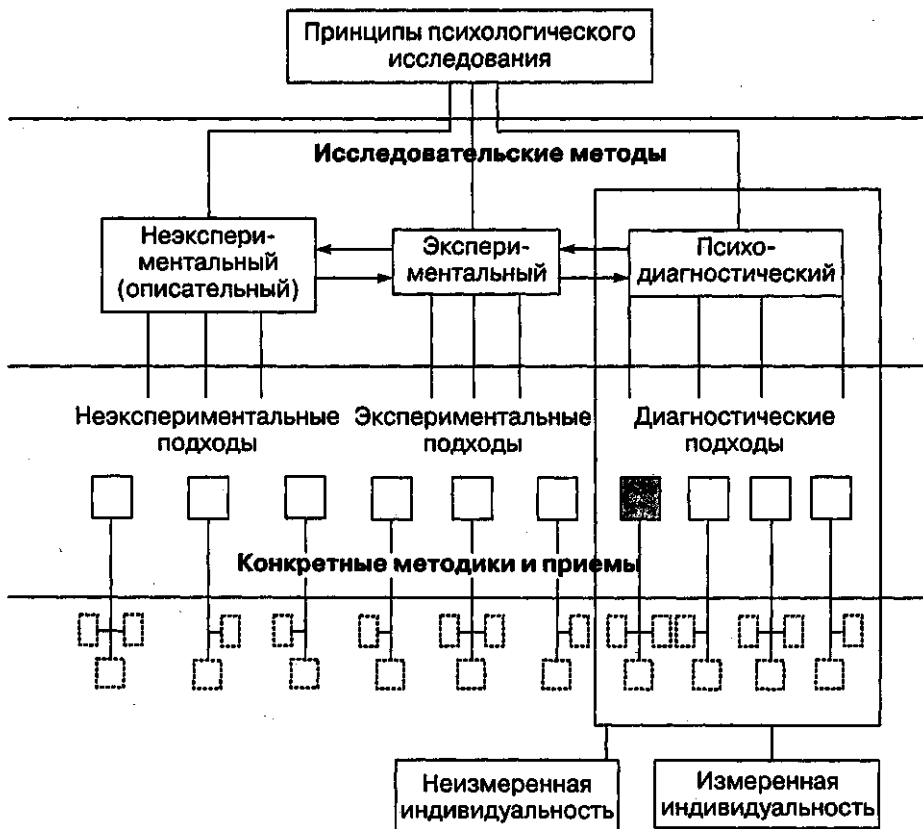 Принципы психологического
исследования
Исследовательские методы
Неэкспери-
ментальный
(описательный)
Экспери-
ментальный
Психо-
диагностический
Неэкспериментальные
подходы
Экспериментальные
подходы
Диагностические
подходы
Конкретные методики и приемы
Неизмеренная
индивидуальность
Измеренная
индивидуальность